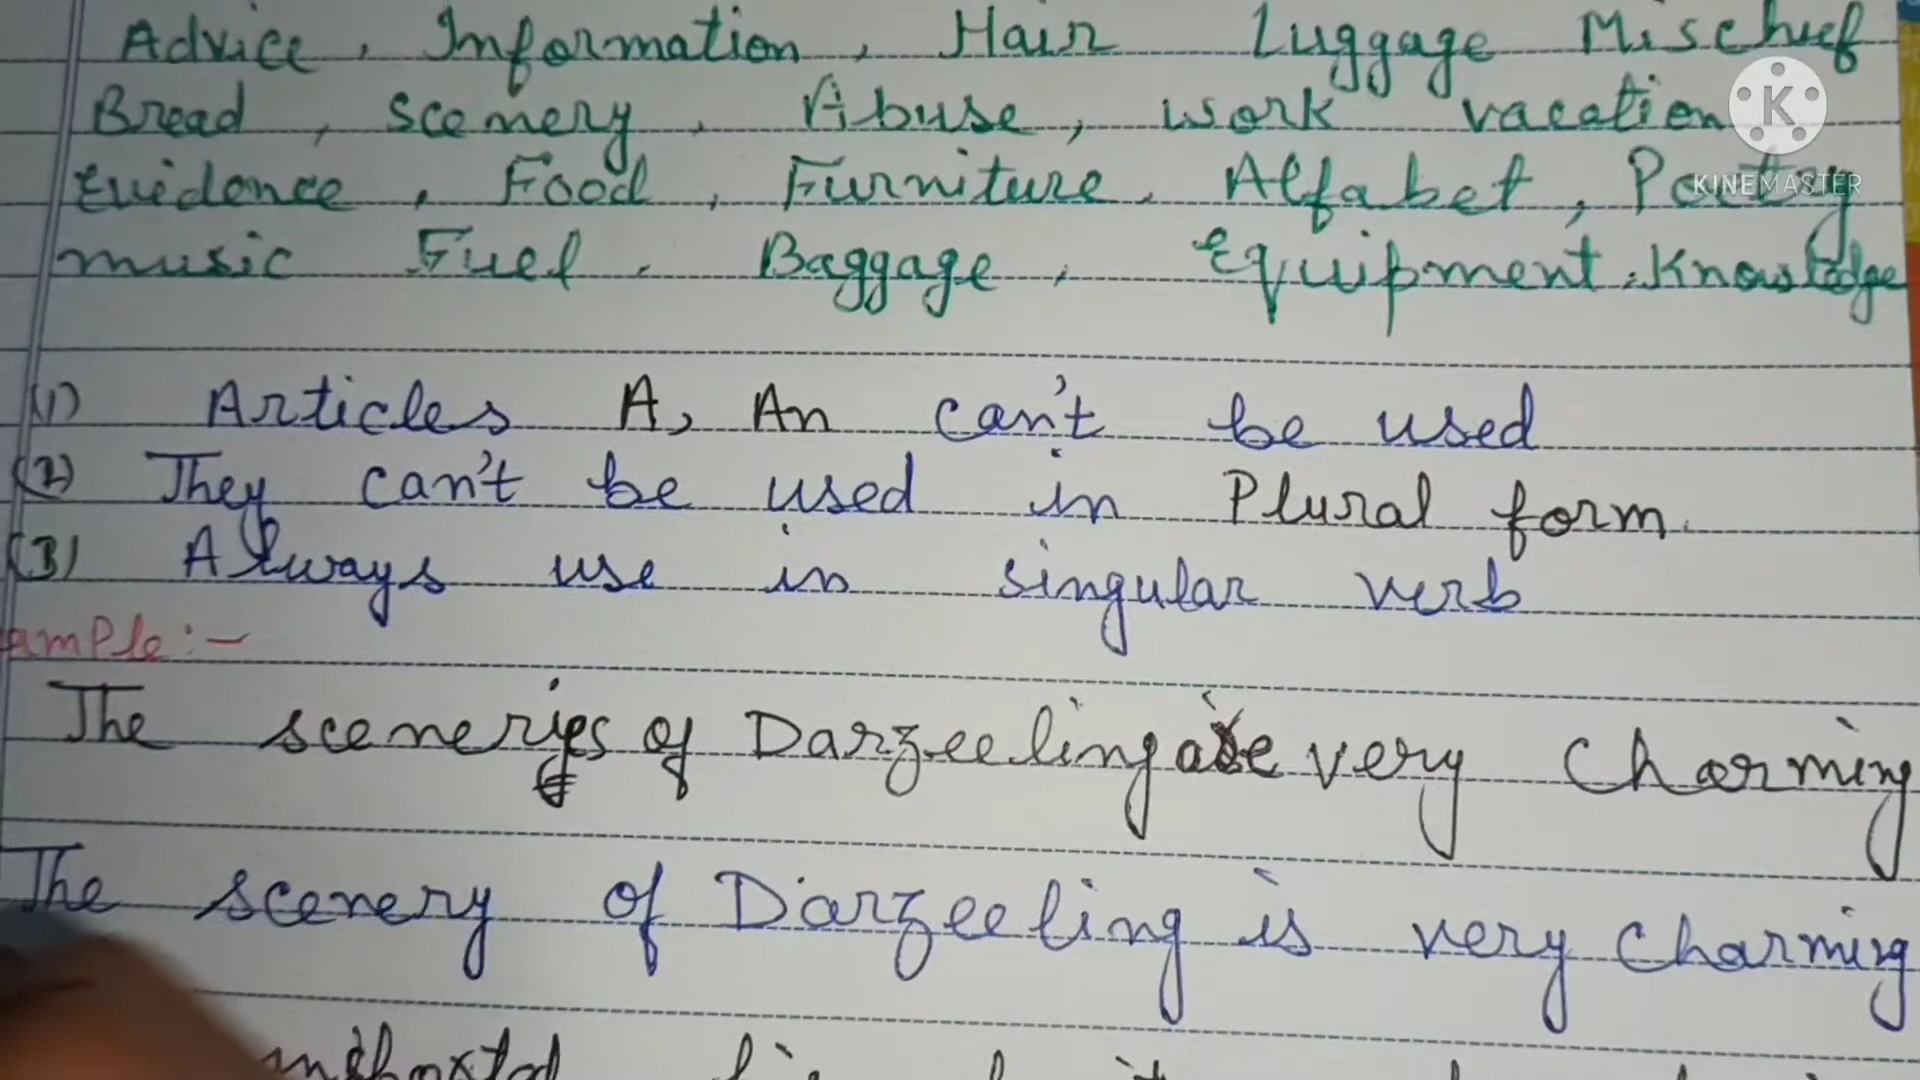 Advice, Information, Hair Luggage Mischief
Bread, scenery, Abuse, work vacation
Evidence, Food, Furniture, Alfabet, Poetry
music Fuel, Baggage, Equipment, Knowledge
K
KINEMASTER
(1) Articles A, An can't be used
(2) They can't be used in Plural form.
(3) Always use in singular verb
ample:-
The sceneries of Darzeeling are very Charming
The scenery of Darzeeling is very Charming